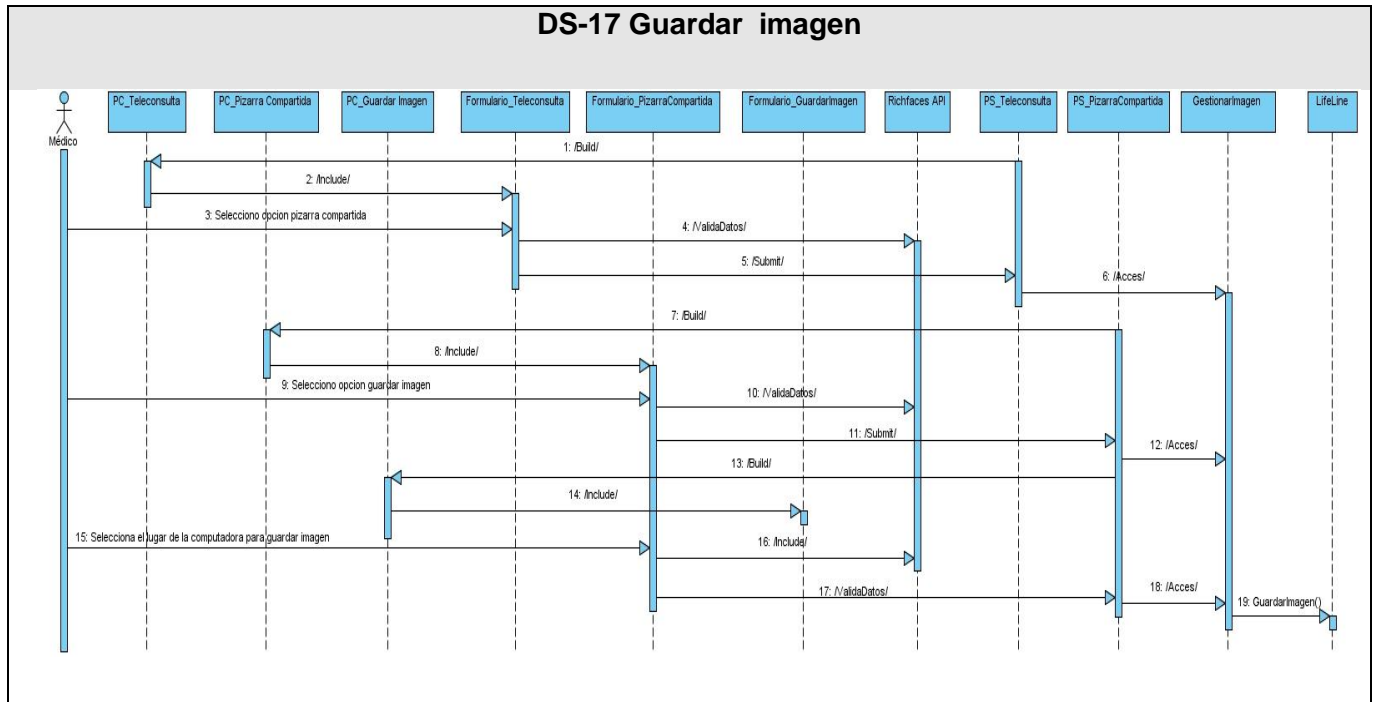 DS-17 Guardar imagen
PC_Teleconsulta
PC_Pizarra Compartida
PC_Guardar Imagen
Formulario_Teleconsulta
Formulario_PizarraCompartida
Formulario_GuardarImagen
Richfaces API
PS_Teleconsulta
PS_PizarraCompartida
GestionarImagen
LifeLine
Médico
1: /Build/
2: /Include/
3: Selecciono opcion pizarra compartida
4: /ValidaDatos/
5: /Submit/
6: /Acces/
7: /Build/
8: /Include/
9: Selecciono opcion guardar imagen
10: /ValidaDatos/
11: /Submit/
12: /Acces/
13: /Build/
14: /Include/
15: Selecciona el lugar de la computadora para guardar imagen
16: /Include/
17: /ValidaDatos/
18: /Acces/
19: GuardarImagen()